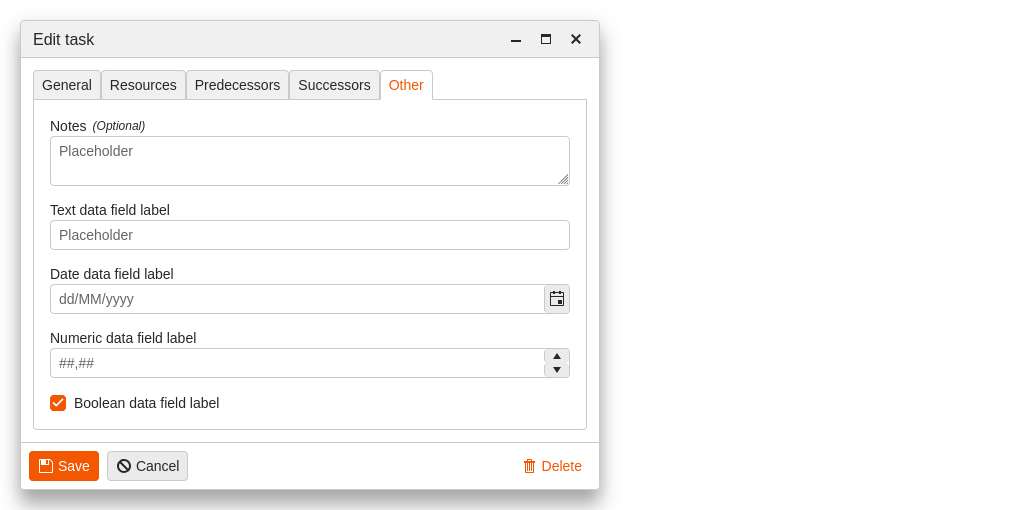 Edit task
General Resources Predecessors Successors Other
Notes (Optional)
Placeholder
Text data field label
Placeholder
Date data field label
dd/MM/yyyy
Numeric data field label
##,##
Boolean data field label
Save Cancel Delete